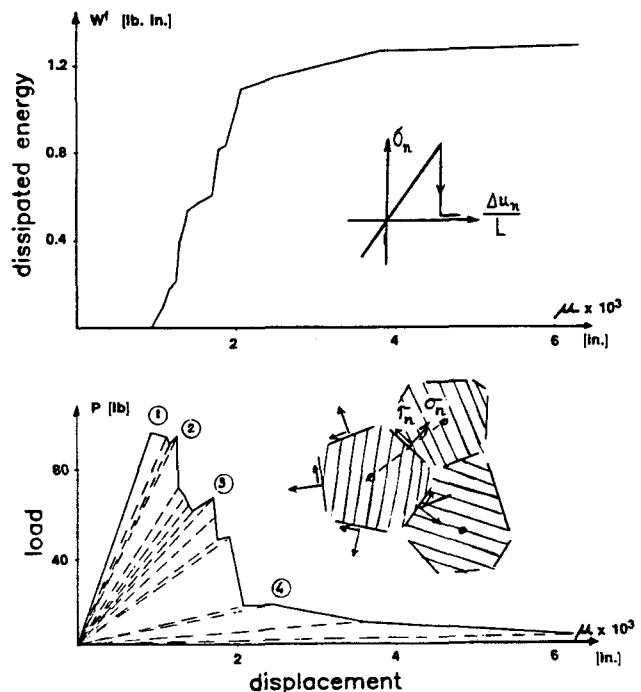 Wf [lb. in.]
1.2
0.8
0.4
dissipated energy
σn
Δun
L
μ x 10³
2
4
6
[in.]
P [lb]
80
40
load
1
2
3
4
τn
σn
μ x 10³
2
4
6
[in.]
displacement